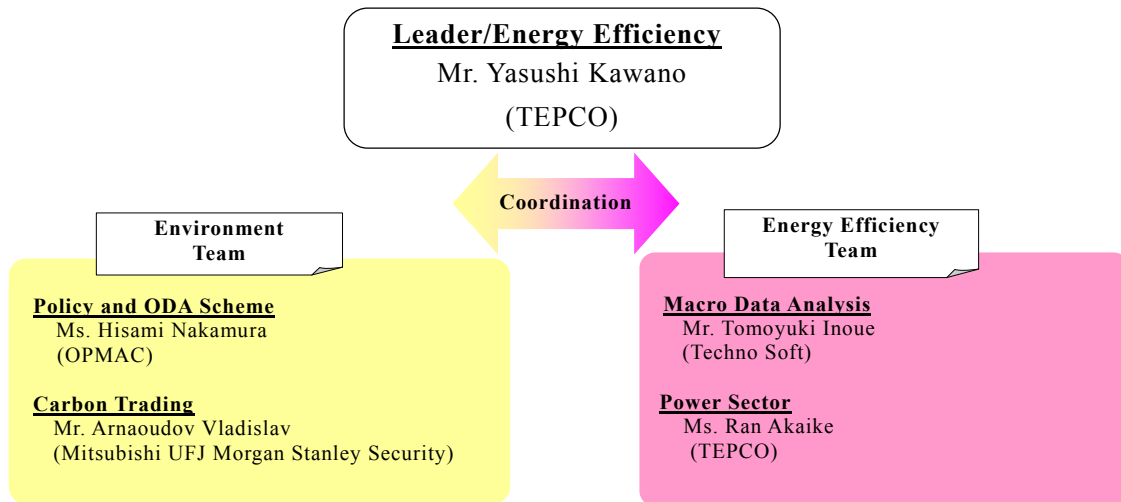 Leader/Energy Efficiency
Mr. Yasushi Kawano
(TEPCO)
Coordination
Environment
Team
Policy and ODA Scheme
Ms. Hisami Nakamura
(OPMAC)
Carbon Trading
Mr. Arnaoudov Vladislav
(Mitsubishi UFJ Morgan Stanley Security)
Energy Efficiency
Team
Macro Data Analysis
Mr. Tomoyuki Inoue
(Techno Soft)
Power Sector
Ms. Ran Akaike
(TEPCO)